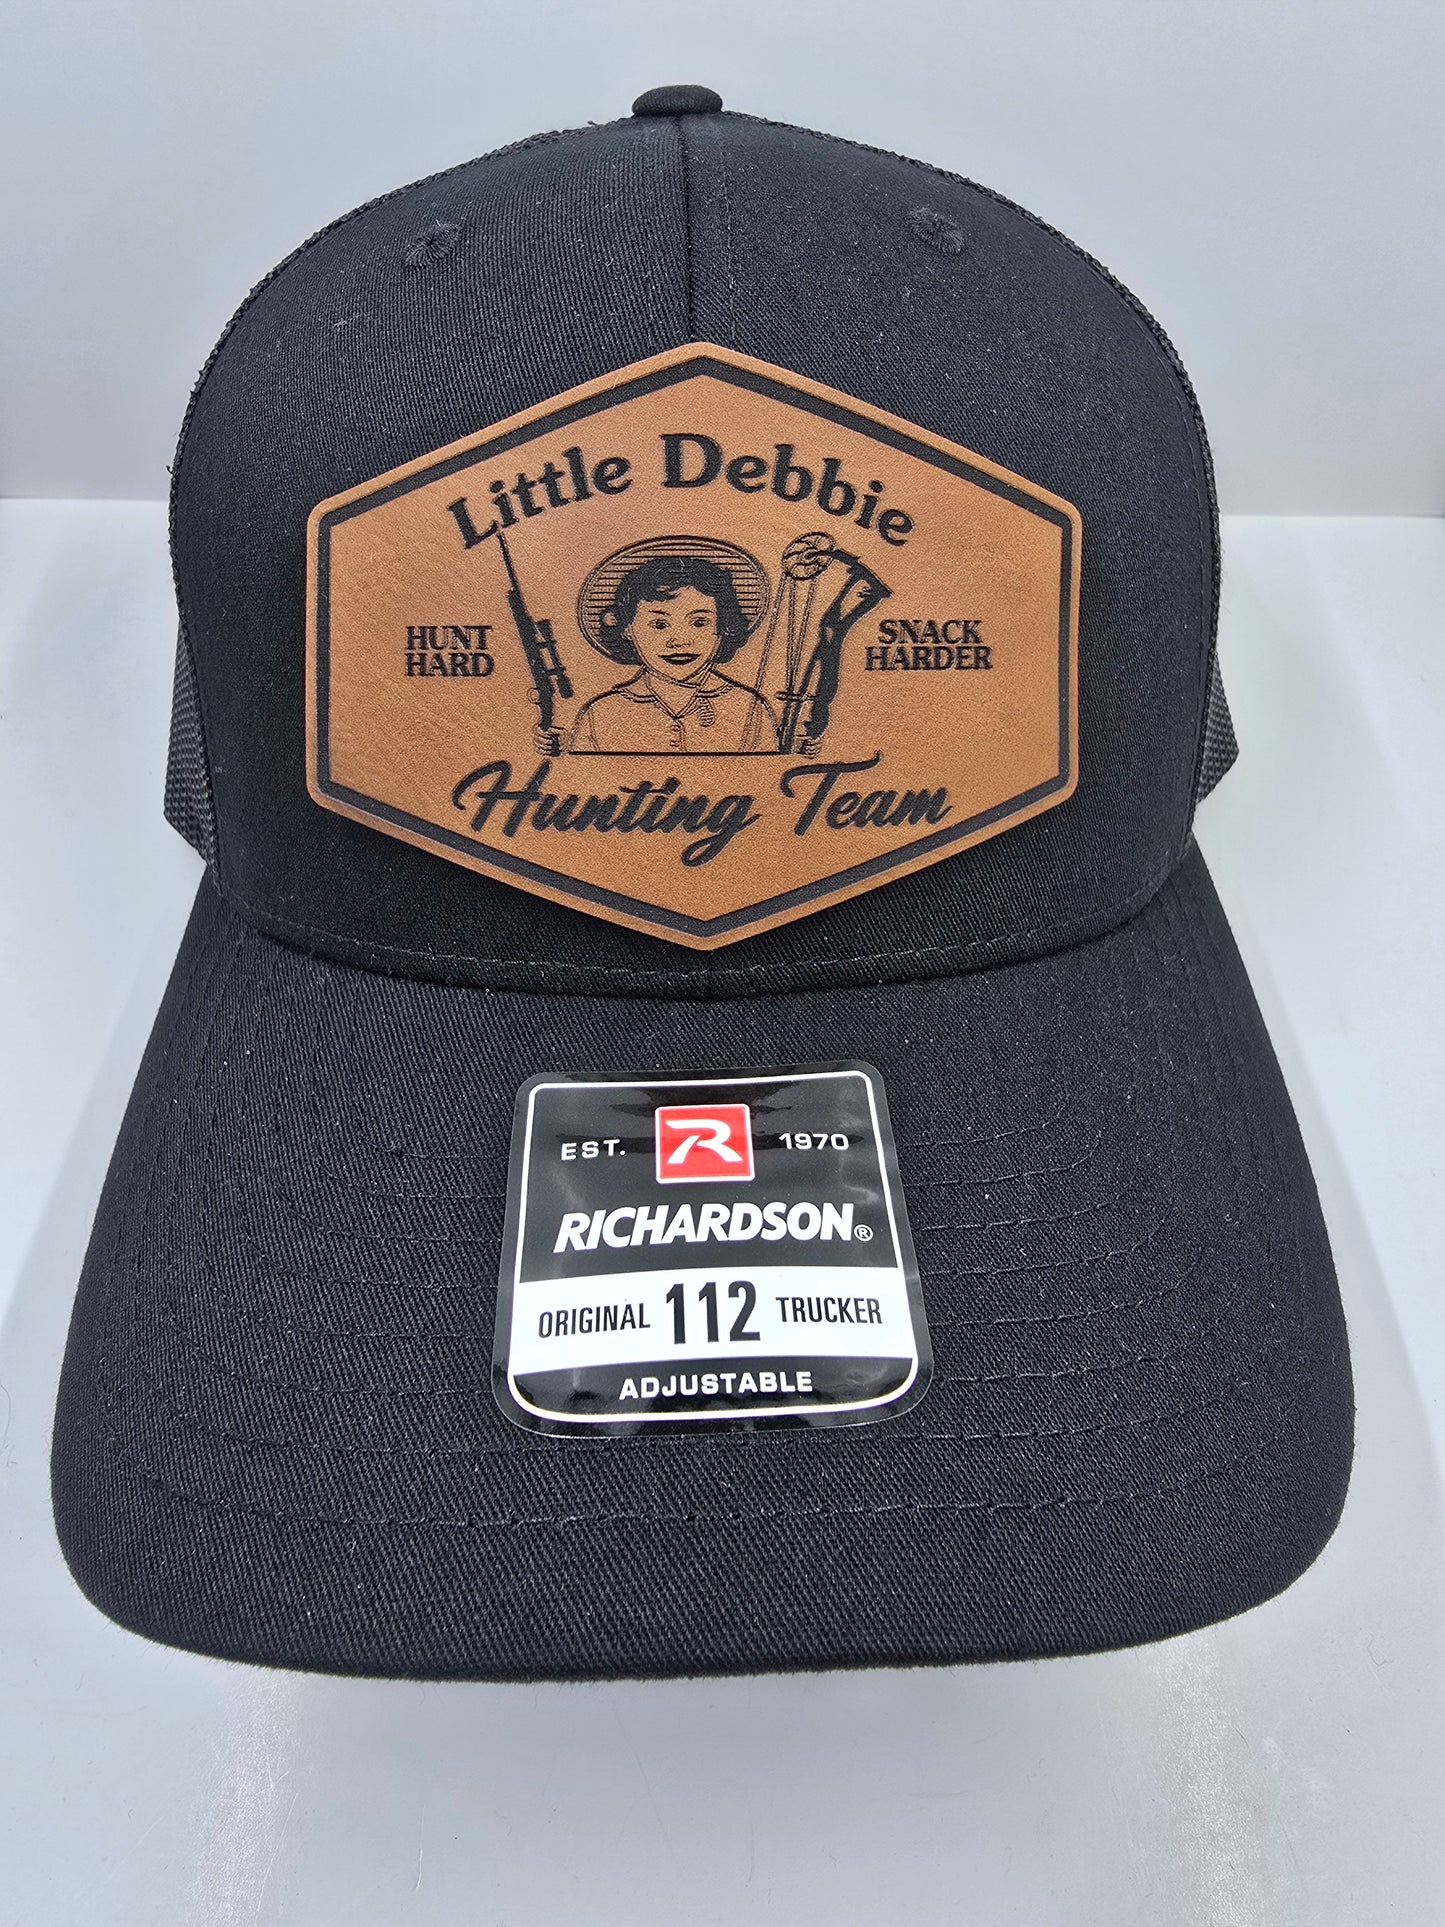 Little Debbie
HUNT
HARD
SNACK
HARDER
Hunting Team
EST. R 1970
RICHARDSON®
ORIGINAL 112 TRUCKER
ADJUSTABLE